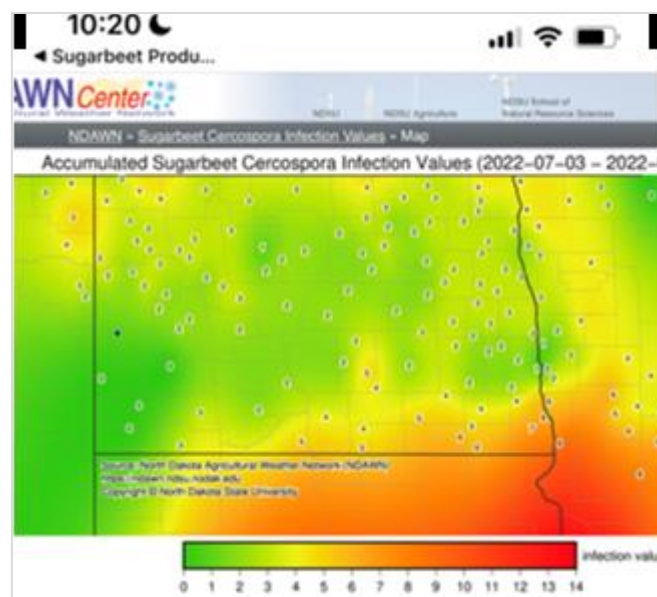 10:20
◀ Sugarbeet Produ...
AWN Center
NDSU NDSU Agriculture NDSU School of
Natural Resource Sciences
NDAWN » Sugarbeet Cercospora Infection Values » Map
Accumulated Sugarbeet Cercospora Infection Values (2022-07-03 – 2022-
Source: North Dakota Agricultural Weather Network (NDAWN)
https://ndawn.ndsu.nodak.edu
Copyright © North Dakota State University
infection valu
0 1 2 3 4 5 6 7 8 9 10 11 12 13 14